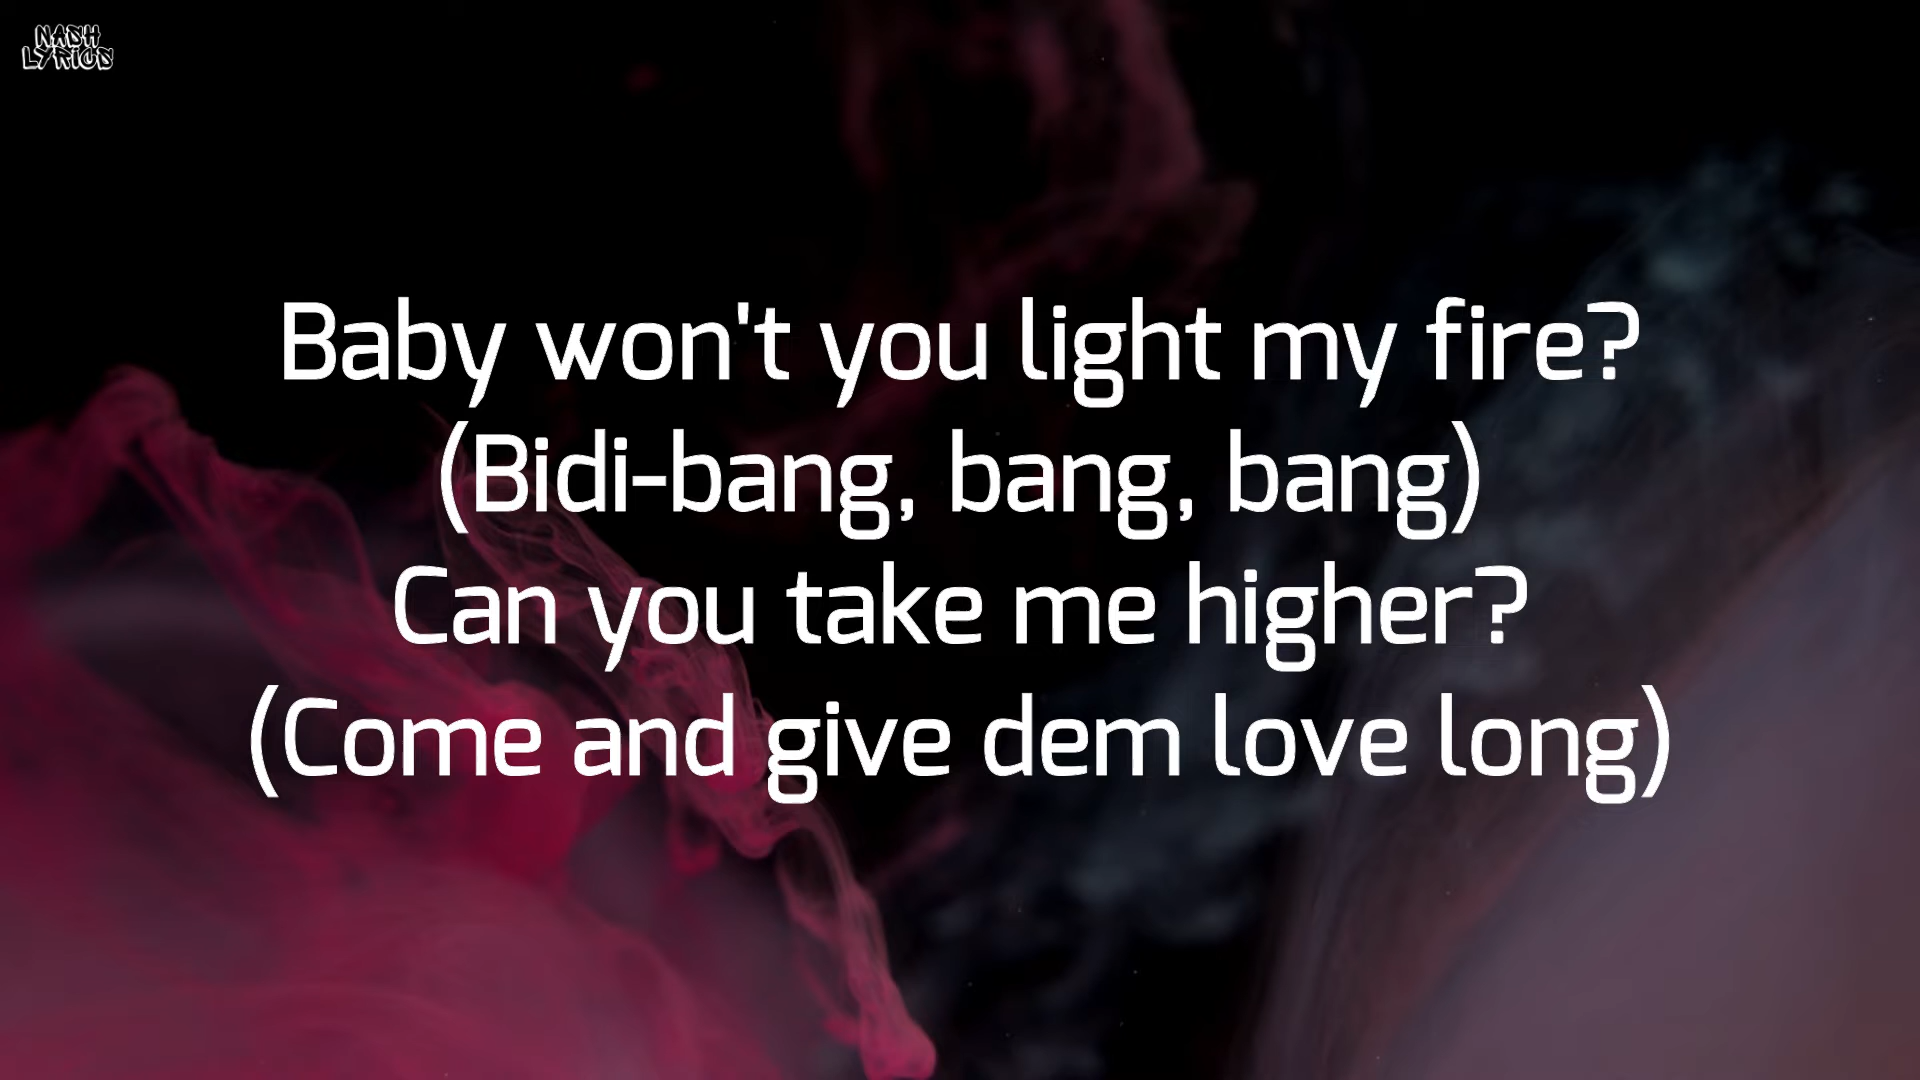 NASH
LYRICS
Baby won't you light my fire?
(Bidi-bang, bang, bang)
Can you take me higher?
(Come and give dem love long)